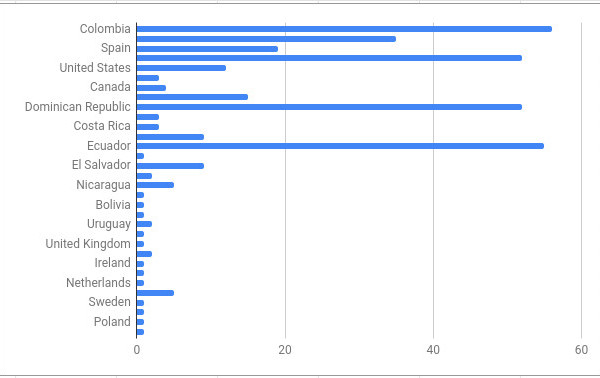 Colombia
Spain
United States
Canada
Dominican Republic
Costa Rica
Ecuador
El Salvador
Nicaragua
Bolivia
Uruguay
United Kingdom
Ireland
Netherlands
Sweden
Poland
0 20 40 60